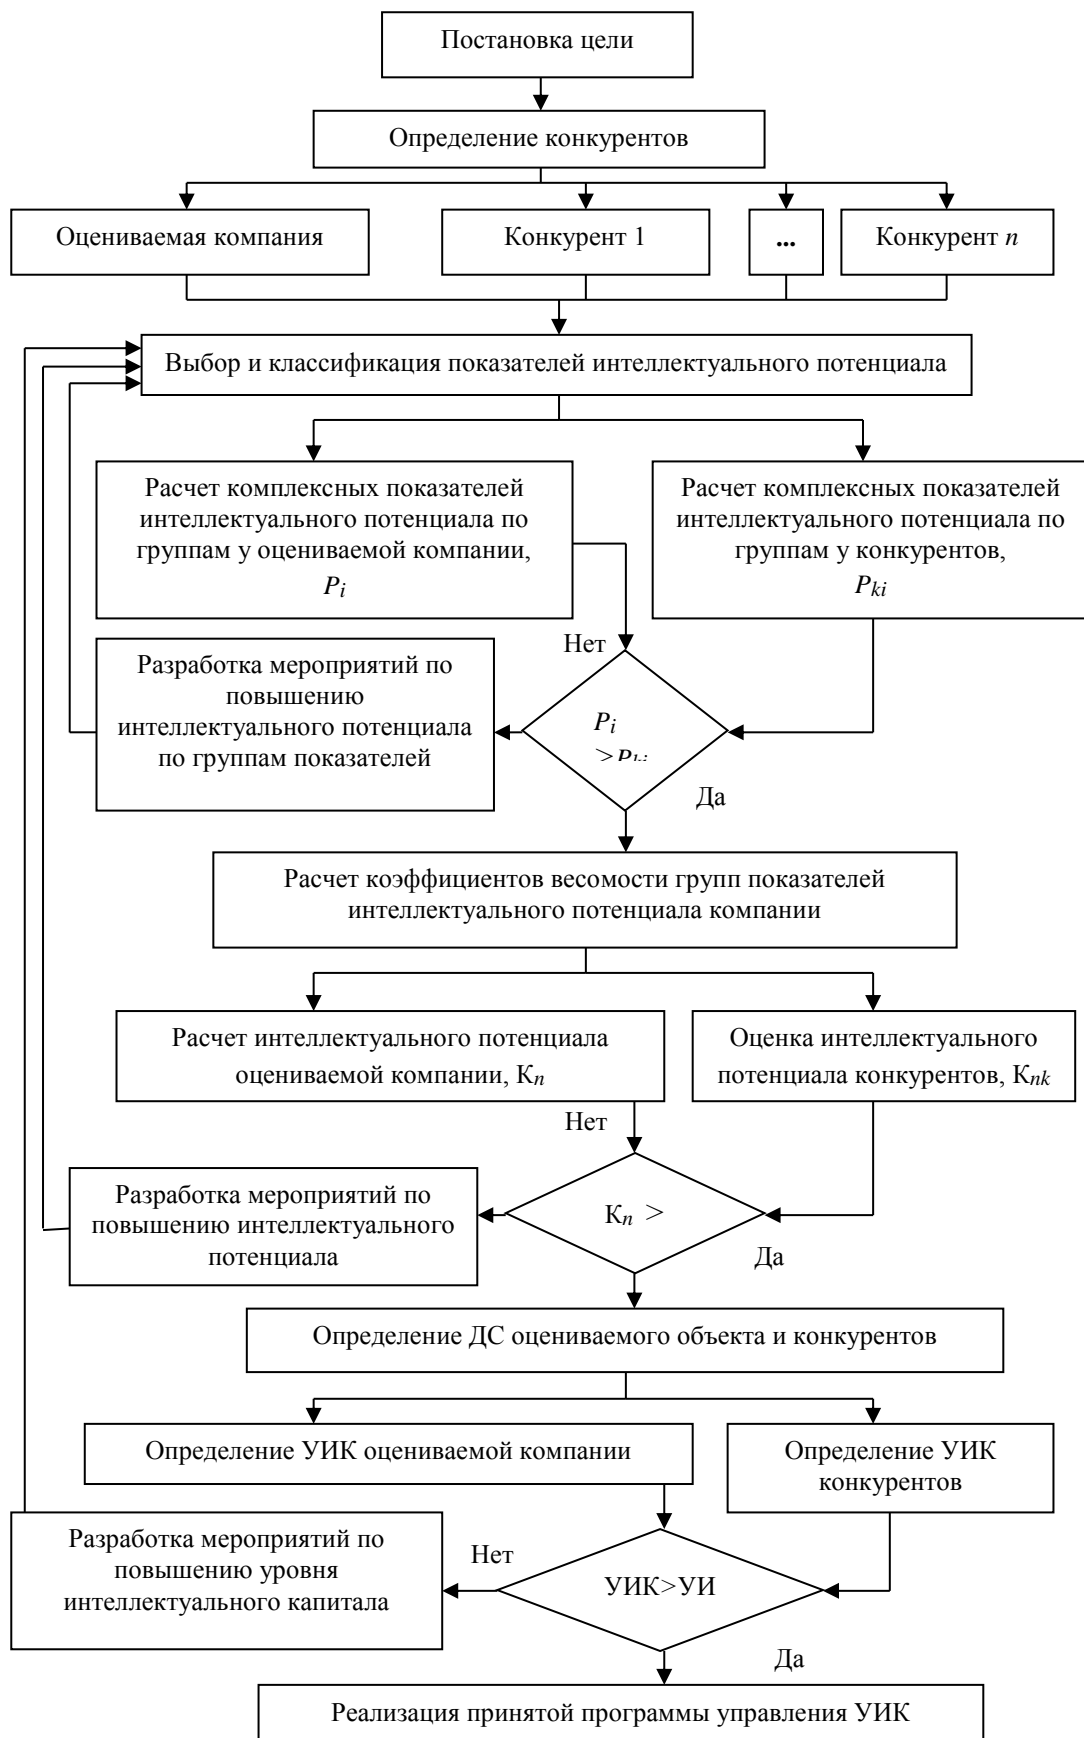 Постановка цели
Определение конкурентов
Оцениваемая компания
Конкурент 1
...
Конкурент n
Выбор и классификация показателей интеллектуального потенциала
Расчет комплексных показателей
интеллектуального потенциала по
группам у оцениваемой компании,
Pi
Расчет комплексных показателей
интеллектуального потенциала по
группам у конкурентов,
Pki
Нет
Разработка мероприятий по
повышению
интеллектуального потенциала
по группам показателей
Pi
>Pki
Да
Расчет коэффициентов весомости групп показателей
интеллектуального потенциала компании
Расчет интеллектуального потенциала
оцениваемой компании, Кn
Оценка интеллектуального
потенциала конкурентов, Кnk
Нет
Разработка мероприятий по
повышению интеллектуального
потенциала
Кn >
Да
Определение ДС оцениваемого объекта и конкурентов
Определение УИК оцениваемой компании
Определение УИК
конкурентов
Разработка мероприятий по
повышению уровня
интеллектуального капитала
Нет
УИК>УИ
Да
Реализация принятой программы управления УИК